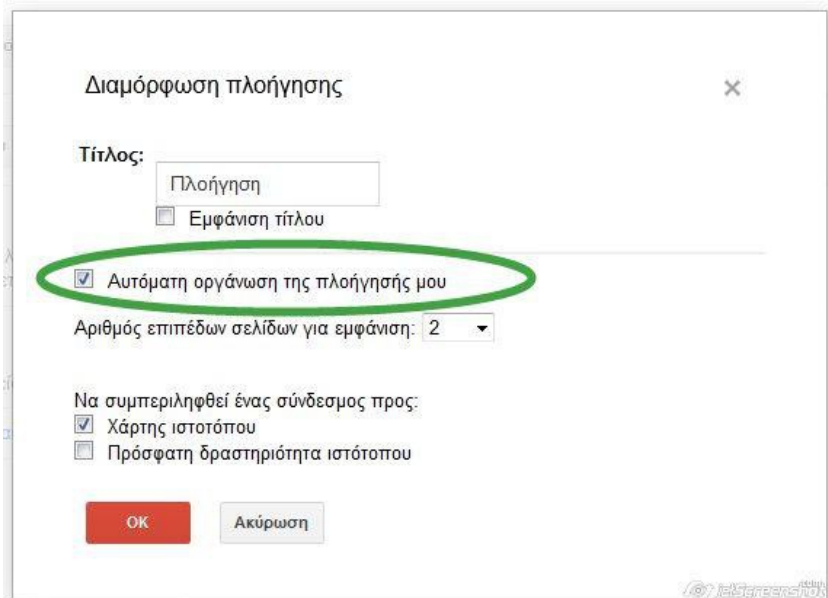 Διαμόρφωση πλοήγησης
Τίτλος:
Πλοήγηση
Εμφάνιση τίτλου
Αυτόματη οργάνωση της πλοήγησής μου
Αριθμός επιπέδων σελίδων για εμφάνιση: 2
Να συμπεριληφθεί ένας σύνδεσμος προς:
Χάρτης ιστοτόπου
Πρόσφατη δραστηριότητα ιστότοπου
OK Ακύρωση